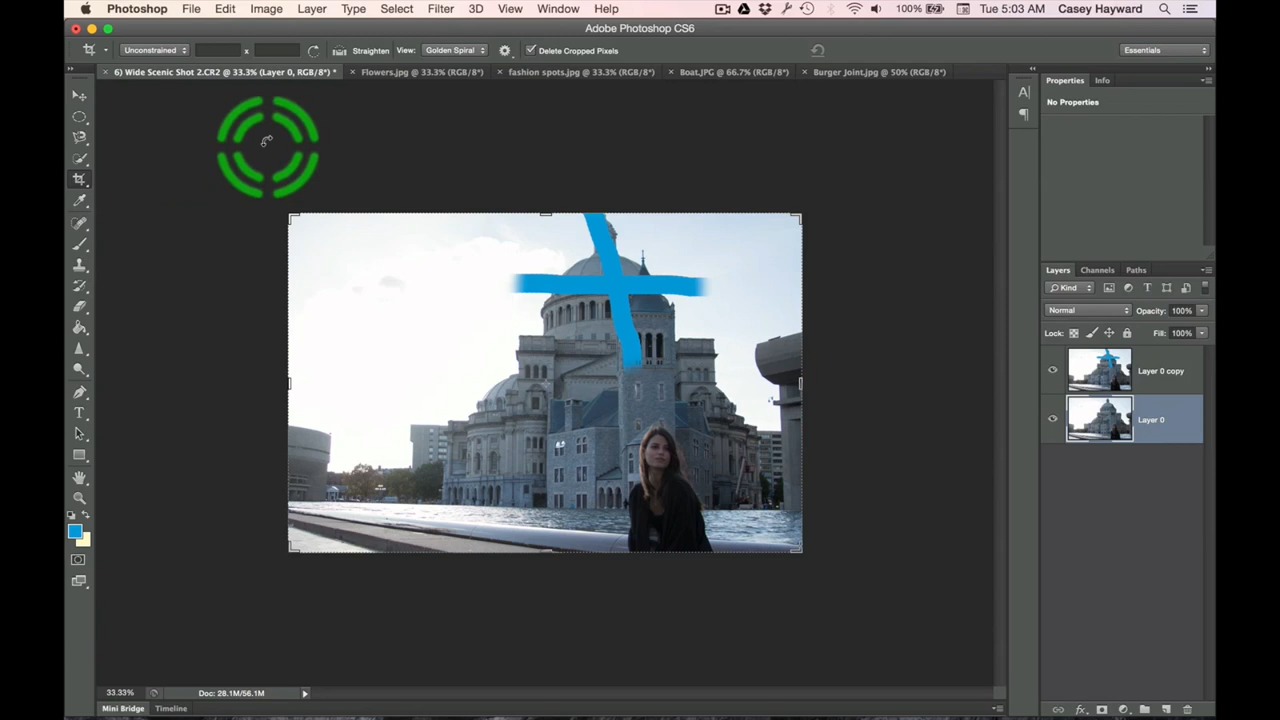 Photoshop File Edit Image Layer Type Select Filter 3D View Window Help 100% Tue 5:03 AM Casey Hayward
Adobe Photoshop CS6
Unconstrained x Straighten View: Golden Spiral Delete Cropped Pixels Essentials
6) Wide Scenic Shot 2.CR2 @ 33.3% (Layer 0, RGB/8*) * Flowers.jpg @ 33.3% (RGB/8*) fashion spots.jpg @ 33.3% (RGB/8*) Boat.JPG @ 66.7% (RGB/8*) Burger Joint.jpg @ 50% (RGB/8*)
Properties Info
No Properties
Layers Channels Paths
Kind
Normal Opacity: 100%
Lock: Fill: 100%
Layer 0 copy
Layer 0
33.33% Doc: 28.1M/56.1M
Mini Bridge Timeline